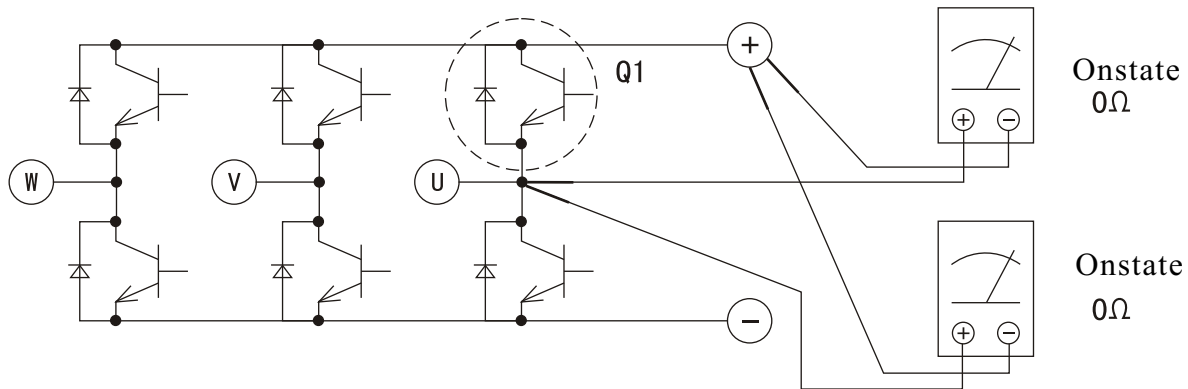 +
Q1
Onstate
0Ω
+ −
W
V
U
Onstate
0Ω
−
+ −